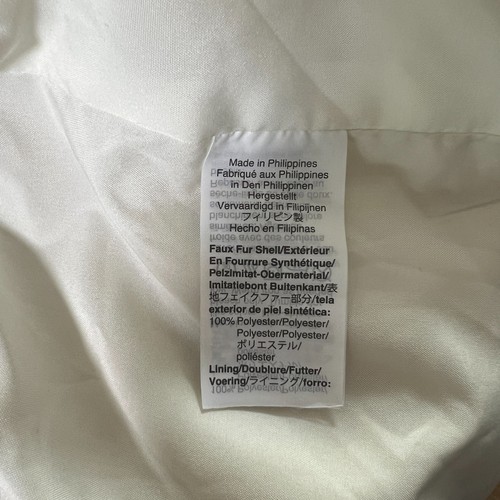 Made in Philippines
Fabriqué aux Philippines
in Den Philippinen
Hergestellt
Vervaardigd in Filipijnen
フィリピン製
Hecho en Filipinas
Faux Fur Shell/Extérieur
En Fourrure Synthétique/
Pelzimitat-Obermaterial/
Imitatiebont Buitenkant/表
地フェイクファー部分/tela
exterior de piel sintética:
100% Polyester/Polyester/
Polyester/Polyester/
ポリエステル/
poliéster
Lining/Doublure/Futter/
Voering/ライニング/forro: